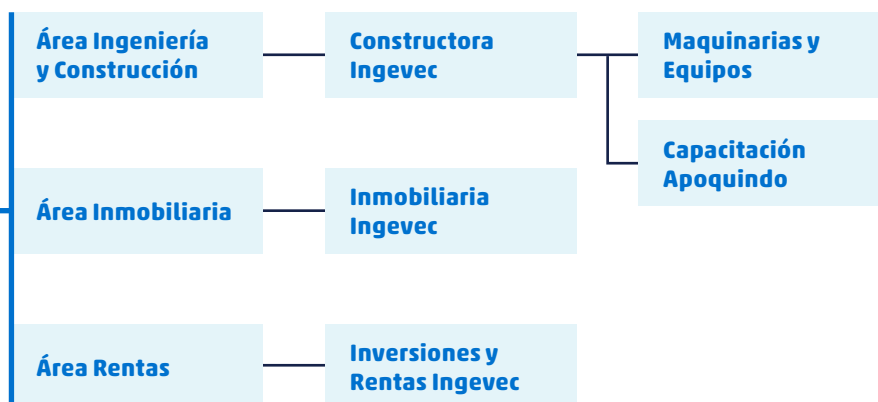 Área Ingeniería
y Construcción
Constructora
Ingevec
Maquinarias y
Equipos
Capacitación
Apoquindo
Área Inmobiliaria
Inmobiliaria
Ingevec
Área Rentas
Inversiones y
Rentas Ingevec